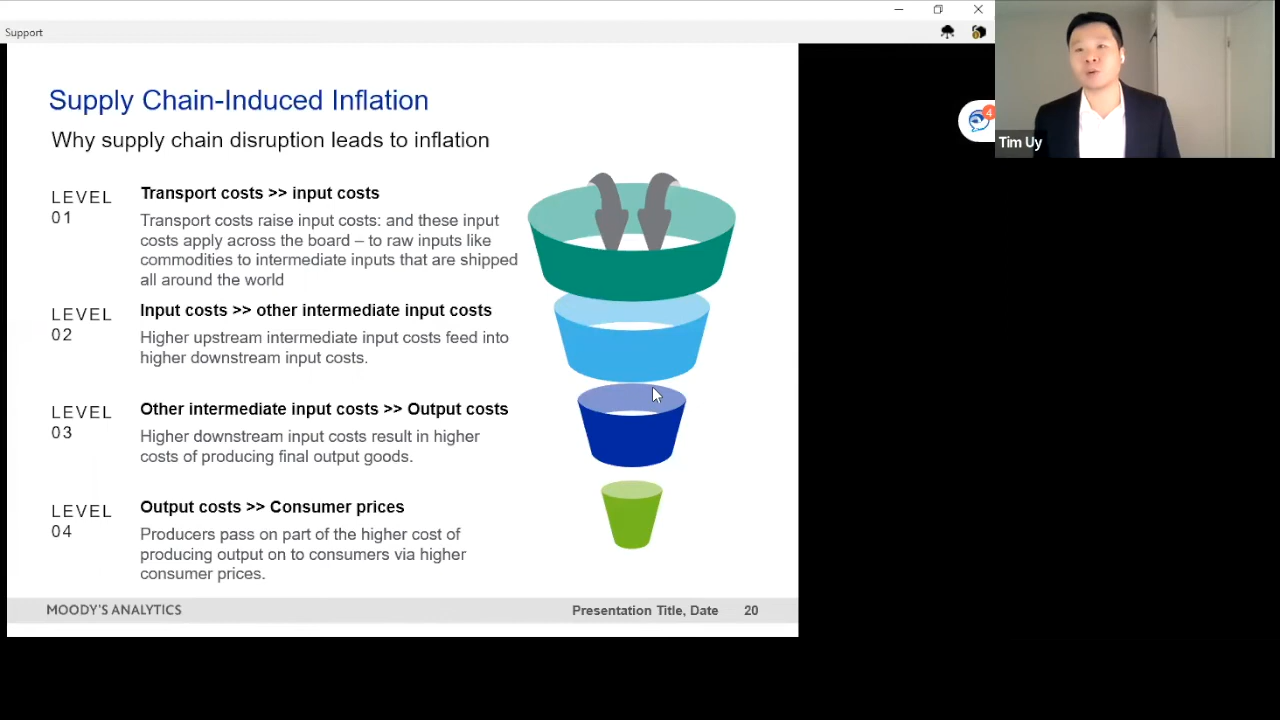 Support
Supply Chain-Induced Inflation
Why supply chain disruption leads to inflation
LEVEL
01
Transport costs >> input costs
Transport costs raise input costs: and these input
costs apply across the board – to raw inputs like
commodities to intermediate inputs that are shipped
all around the world
LEVEL
02
Input costs >> other intermediate input costs
Higher upstream intermediate input costs feed into
higher downstream input costs.
LEVEL
03
Other intermediate input costs >> Output costs
Higher downstream input costs result in higher
costs of producing final output goods.
LEVEL
04
Output costs >> Consumer prices
Producers pass on part of the higher cost of
producing output on to consumers via higher
consumer prices.
MOODY'S ANALYTICS
Presentation Title, Date 20
4
Tim Uy